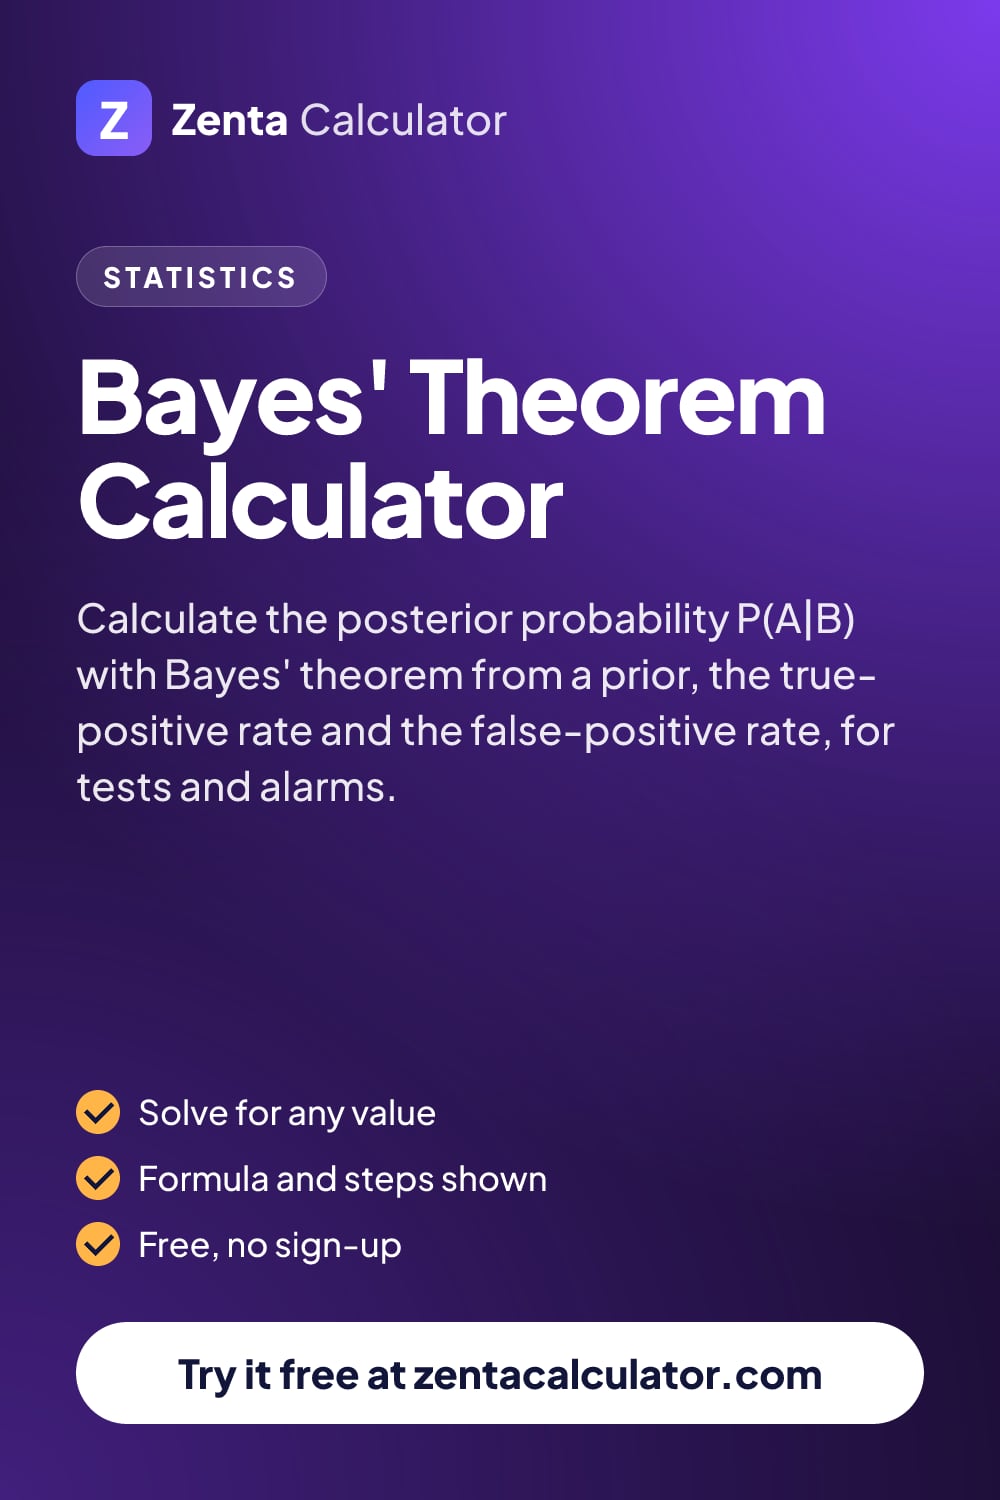 Z
Zenta Calculator
STATISTICS
Bayes' Theorem
Calculator
Calculate the posterior probability P(A|B)
with Bayes' theorem from a prior, the true-
positive rate and the false-positive rate, for
tests and alarms.
Solve for any value
Formula and steps shown
Free, no sign-up
Try it free at zentacalculator.com